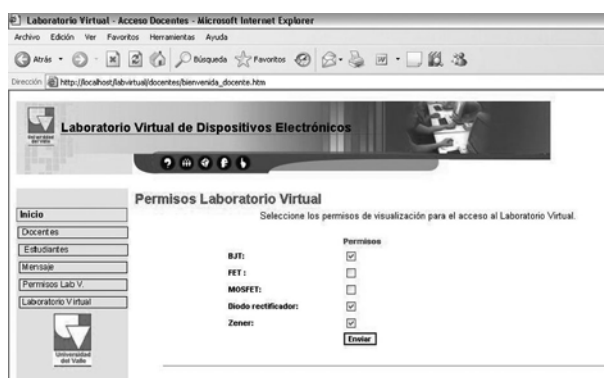 Laboratorio Virtual - Acceso Docentes - Microsoft Internet Explorer
Archivo Edición Ver Favoritos Herramientas Ayuda
Atrás Búsqueda Favoritos
Dirección http://localhost/labvirtual/docentes/bienvenida_docente.htm
Laboratorio Virtual de Dispositivos Electrónicos
Universidad
del Valle
Permisos Laboratorio Virtual
Seleccione los permisos de visualización para el acceso al Laboratorio Virtual.
Inicio
Docentes
Estudiantes
Mensaje
Permisos Lab V.
Laboratorio Virtual
Universidad
del Valle
Permisos
BJT:
FET :
MOSFET:
Diodo rectificador:
Zener:
Enviar